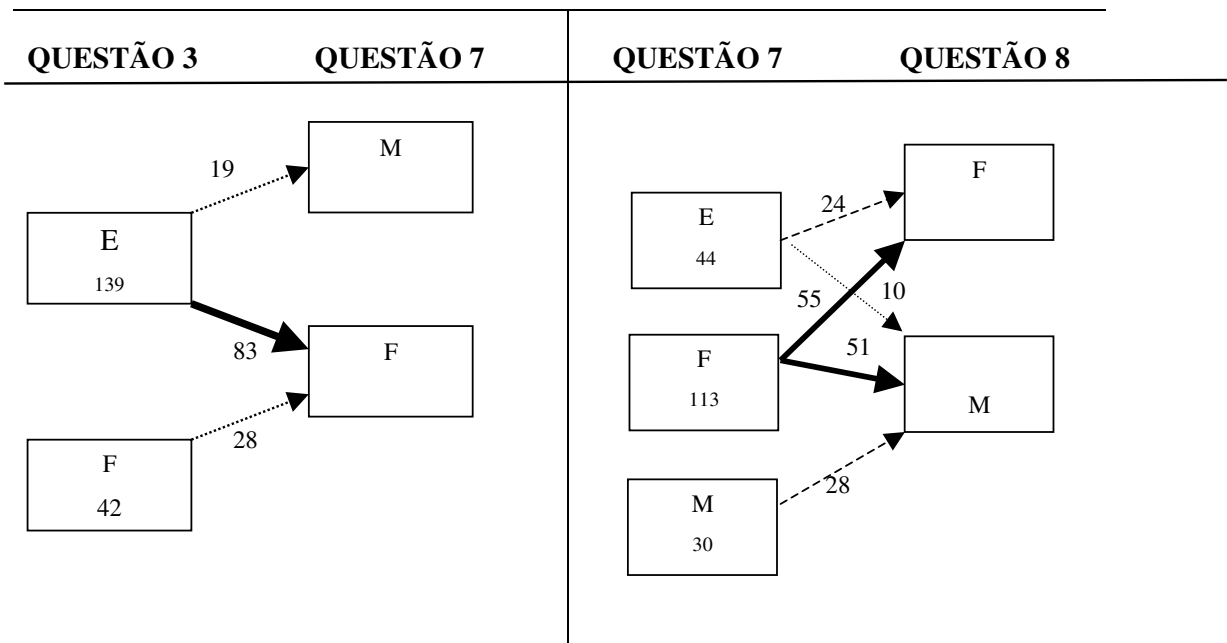 QUESTÃO 3
QUESTÃO 7
M
19
E
139
83
F
28
F
42
QUESTÃO 7
QUESTÃO 8
F
24
E
44
55
10
51
F
113
M
28
M
30